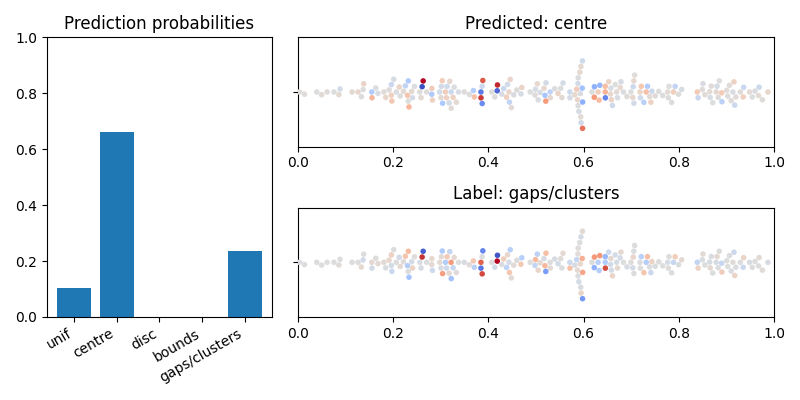 Prediction probabilities
1.0
0.8
0.6
0.4
0.2
0.0
unif
centre
disc
bounds
gaps/clusters
Predicted: centre
0.0 0.2 0.4 0.6 0.8 1.0
Label: gaps/clusters
0.0 0.2 0.4 0.6 0.8 1.0